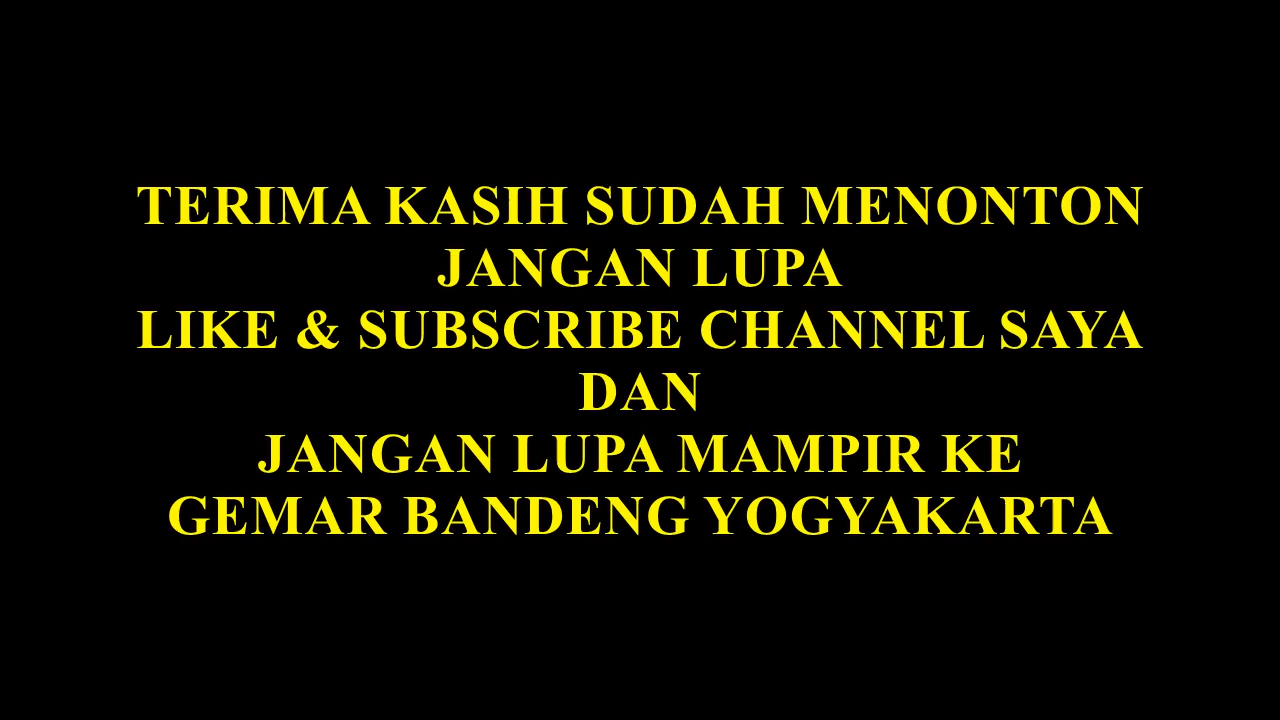 TERIMA KASIH SUDAH MENONTON
JANGAN LUPA
LIKE & SUBSCRIBE CHANNEL SAYA
DAN
JANGAN LUPA MAMPIR KE
GEMAR BANDENG YOGYAKARTA